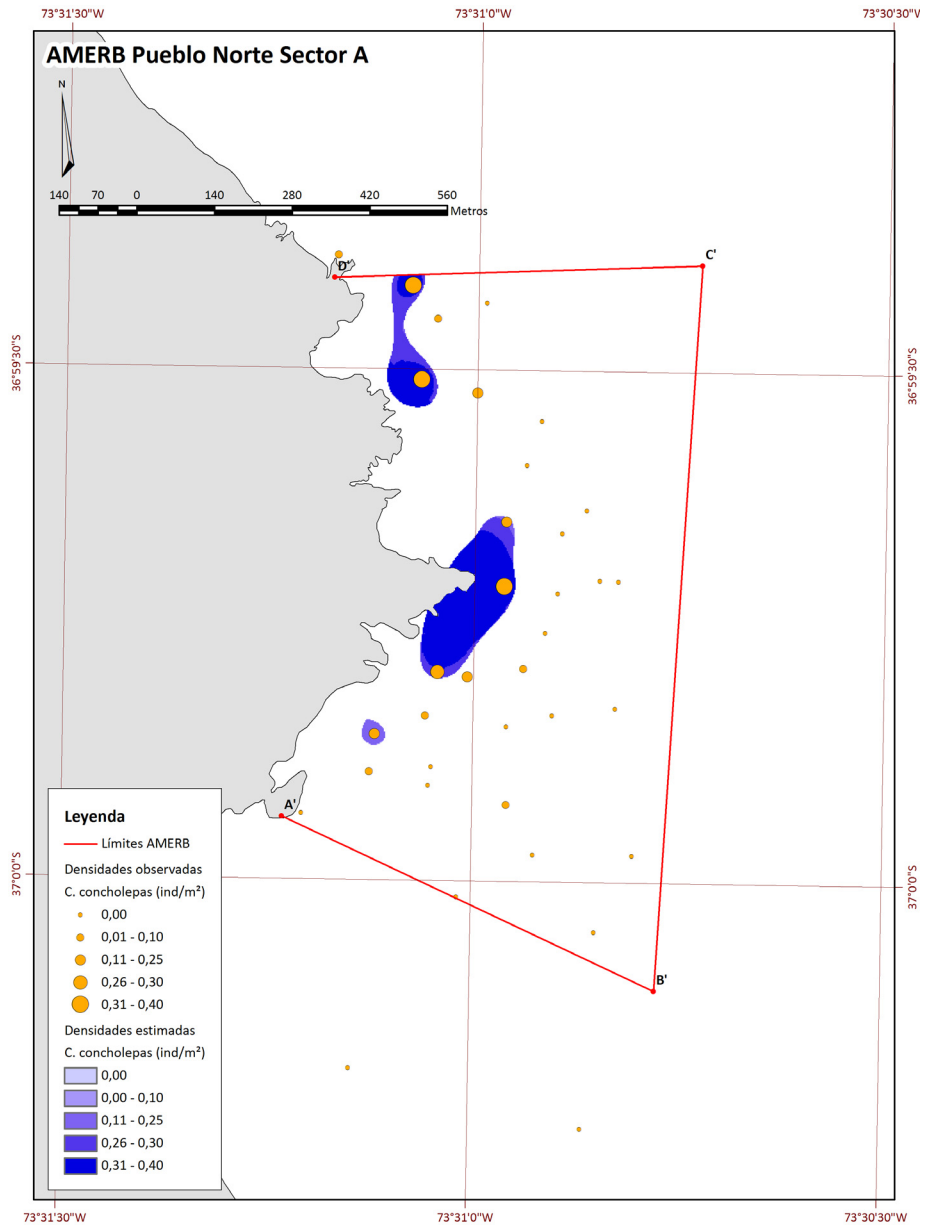 73°31'30"W
73°31'0"W
73°30'30"W
AMERB Pueblo Norte Sector A
N
140 70 0 140 280 420 560
Metros
D'
C'
36°59'30"S
36°59'30"S
A'
37°0'0"S
37°0'0"S
B'
Leyenda
Límites AMERB
Densidades observadas
C. concholepas (ind/m²)
0,00
0,01 - 0,10
0,11 - 0,25
0,26 - 0,30
0,31 - 0,40
Densidades estimadas
C. concholepas (ind/m²)
0,00
0,00 - 0,10
0,11 - 0,25
0,26 - 0,30
0,31 - 0,40
73°31'30"W
73°31'0"W
73°30'30"W